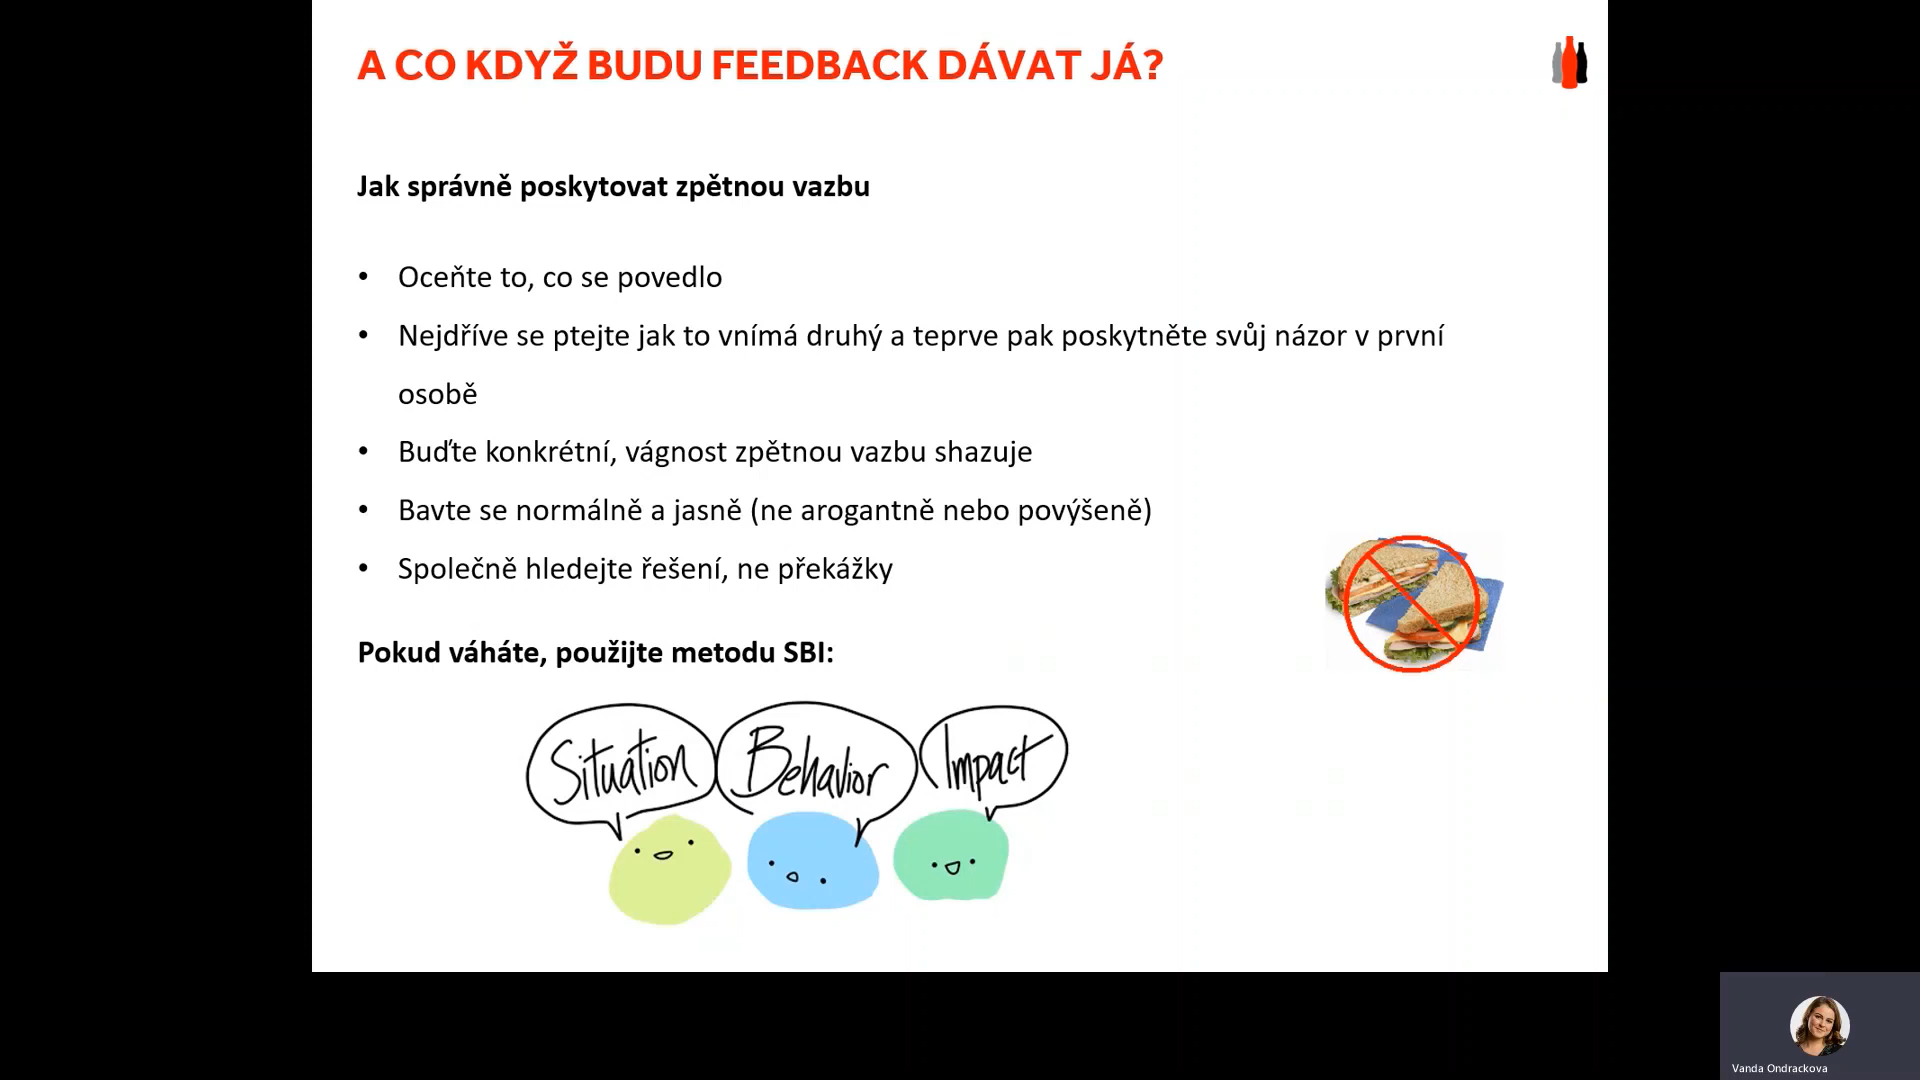 A CO KDYŽ BUDU FEEDBACK DÁVAT JÁ?
Jak správně poskytovat zpětnou vazbu
• Oceňte to, co se povedlo
• Nejdříve se ptejte jak to vnímá druhý a teprve pak poskytněte svůj názor v první
osobě
• Buďte konkrétní, vágnost zpětnou vazbu shazuje
• Bavte se normálně a jasně (ne arogantně nebo povýšeně)
• Společně hledejte řešení, ne překážky
Pokud váháte, použijte metodu SBI:
Situation Behavior Impact
Vanda Ondrackova